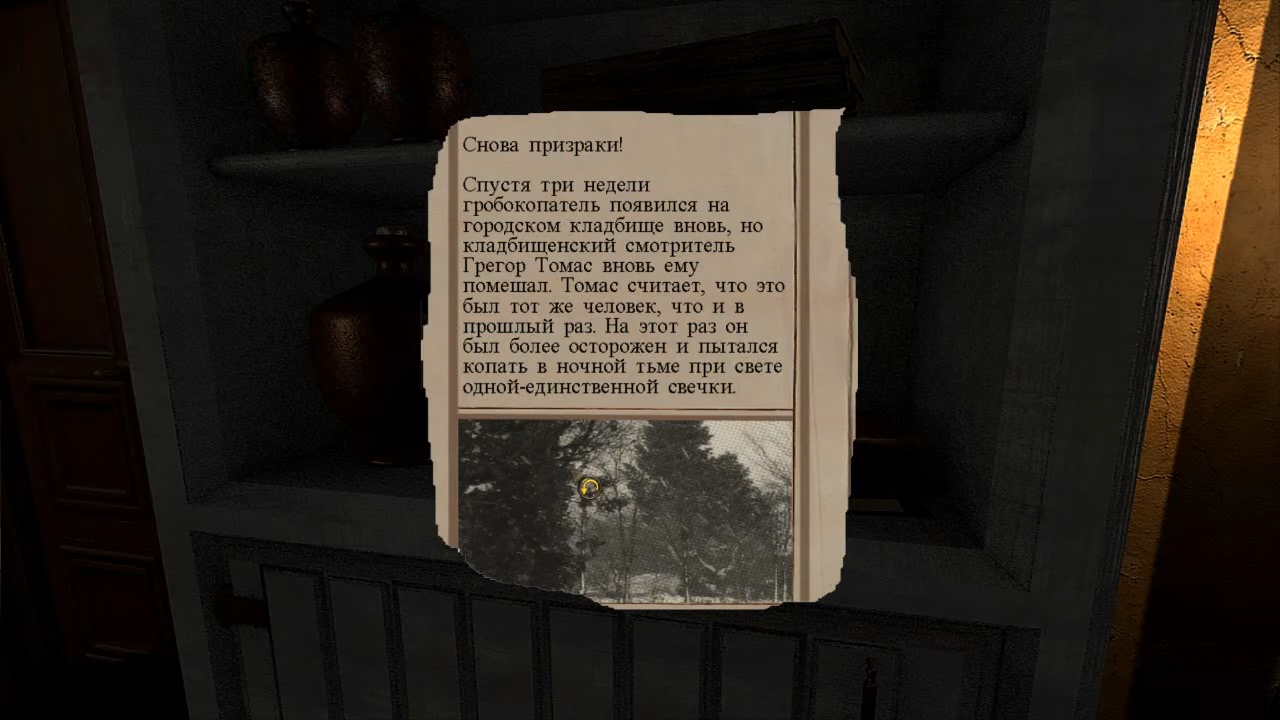 Снова призраки!
Спустя три недели
гробокопатель появился на
городском кладбище вновь, но
кладбищенский смотритель
Грегор Томас вновь ему
помешал. Томас считает, что это
был тот же человек, что и в
прошлый раз. На этот раз он
был более осторожен и пытался
копать в ночной тьме при свете
одной-единственной свечки.